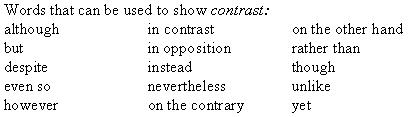 Words that can be used to show contrast:
although in contrast on the other hand
but in opposition rather than
despite instead though
even so nevertheless unlike
however on the contrary yet